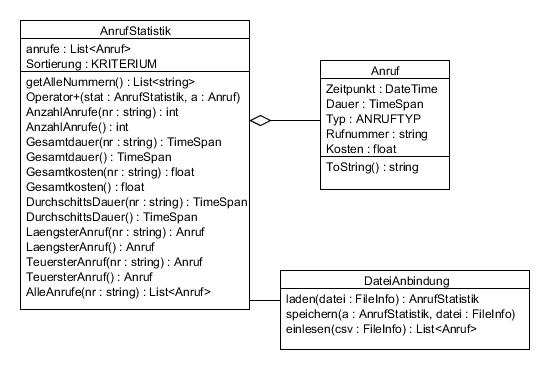 AnrufStatistik
anrufe : List<Anruf>
Sortierung : KRITERIUM
getAlleNummern() : List<string>
Operator+(stat : AnrufStatistik, a : Anruf)
AnzahlAnrufe(nr : string) : int
AnzahlAnrufe() : int
Gesamtdauer(nr : string) : TimeSpan
Gesamtdauer() : TimeSpan
Gesamtkosten(nr : string) : float
Gesamtkosten() : float
DurchschittsDauer(nr : string) : TimeSpan
DurchschittsDauer() : TimeSpan
LaengsterAnruf(nr : string) : Anruf
LaengsterAnruf() : Anruf
TeuersterAnruf(nr : string) : Anruf
TeuersterAnruf() : Anruf
AlleAnrufe(nr : string) : List<Anruf>
Anruf
Zeitpunkt : DateTime
Dauer : TimeSpan
Typ : ANRUFTYP
Rufnummer : string
Kosten : float
ToString() : string
DateiAnbindung
laden(datei : FileInfo) : AnrufStatistik
speichern(a : AnrufStatistik, datei : FileInfo)
einlesen(csv : FileInfo) : List<Anruf>